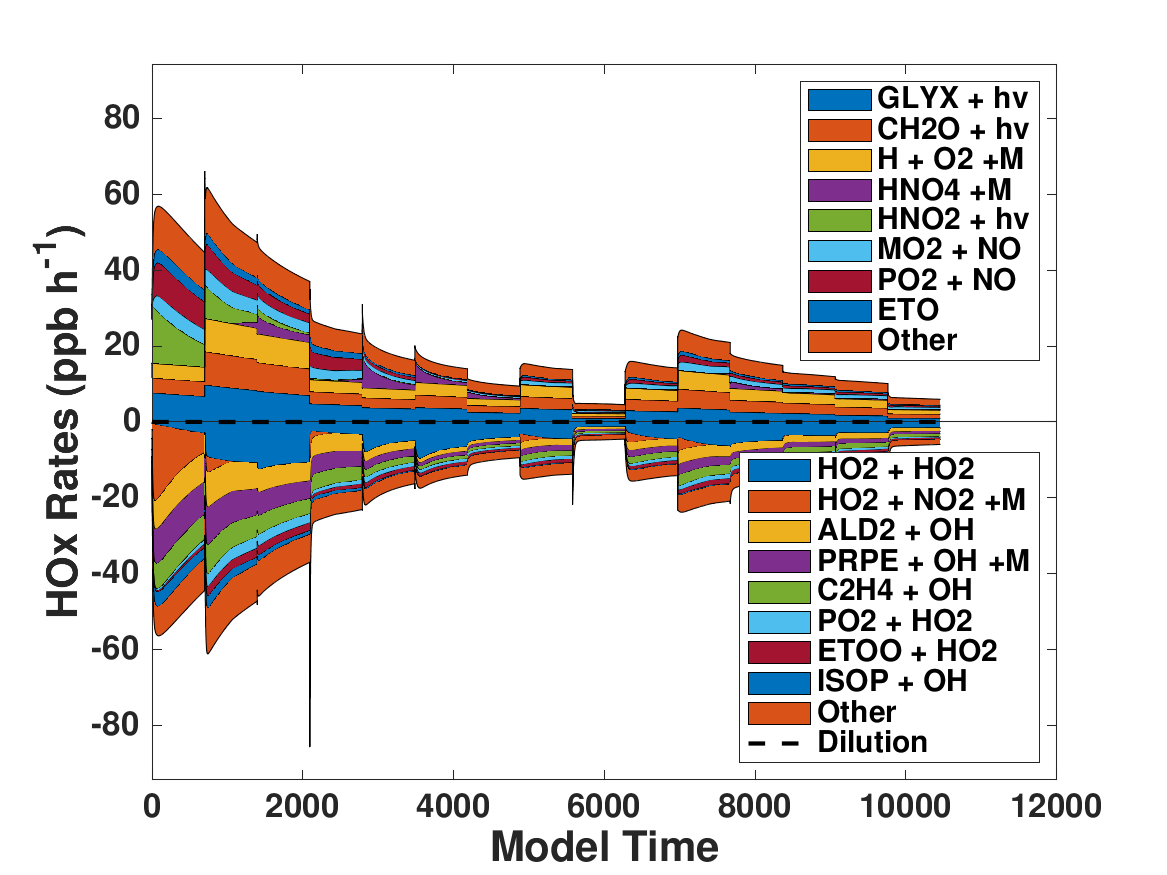 80
60
40
20
0
-20
-40
-60
-80
HOx Rates (ppb h-1)
0 2000 4000 6000 8000 10000 12000
Model Time
GLYX + hv
CH2O + hv
H + O2 +M
HNO4 +M
HNO2 + hv
MO2 + NO
PO2 + NO
ETO
Other
HO2 + HO2
HO2 + NO2 +M
ALD2 + OH
PRPE + OH +M
C2H4 + OH
PO2 + HO2
ETOO + HO2
ISOP + OH
Other
Dilution